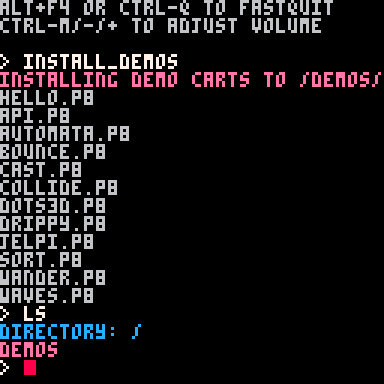 ALT+F4 OR CTRL-Q TO FASTQUIT
CTRL-M/-/+ TO ADJUST VOLUME
> INSTALL_DEMOS
INSTALLING DEMO CARTS TO /DEMOS/
HELLO.P8
API.P8
AUTOMATA.P8
BOUNCE.P8
CAST.P8
COLLIDE.P8
DOTS3D.P8
DRIPPY.P8
JELPI.P8
SORT.P8
WANDER.P8
WAVES.P8
> LS
DIRECTORY: /
DEMOS
>